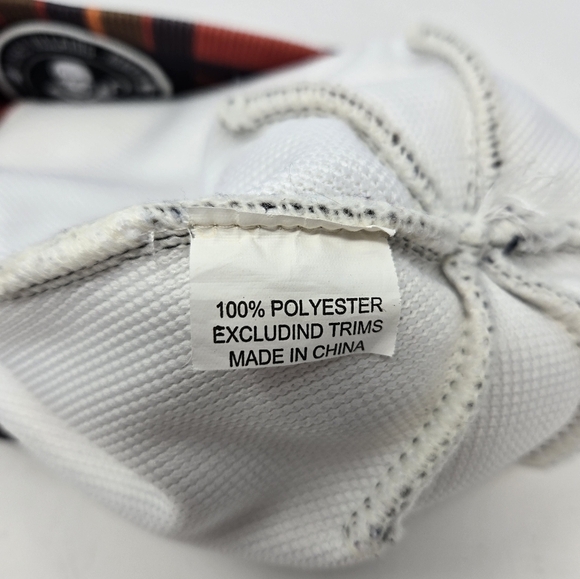 100% POLYESTER
EXCLUDIND TRIMS
MADE IN CHINA